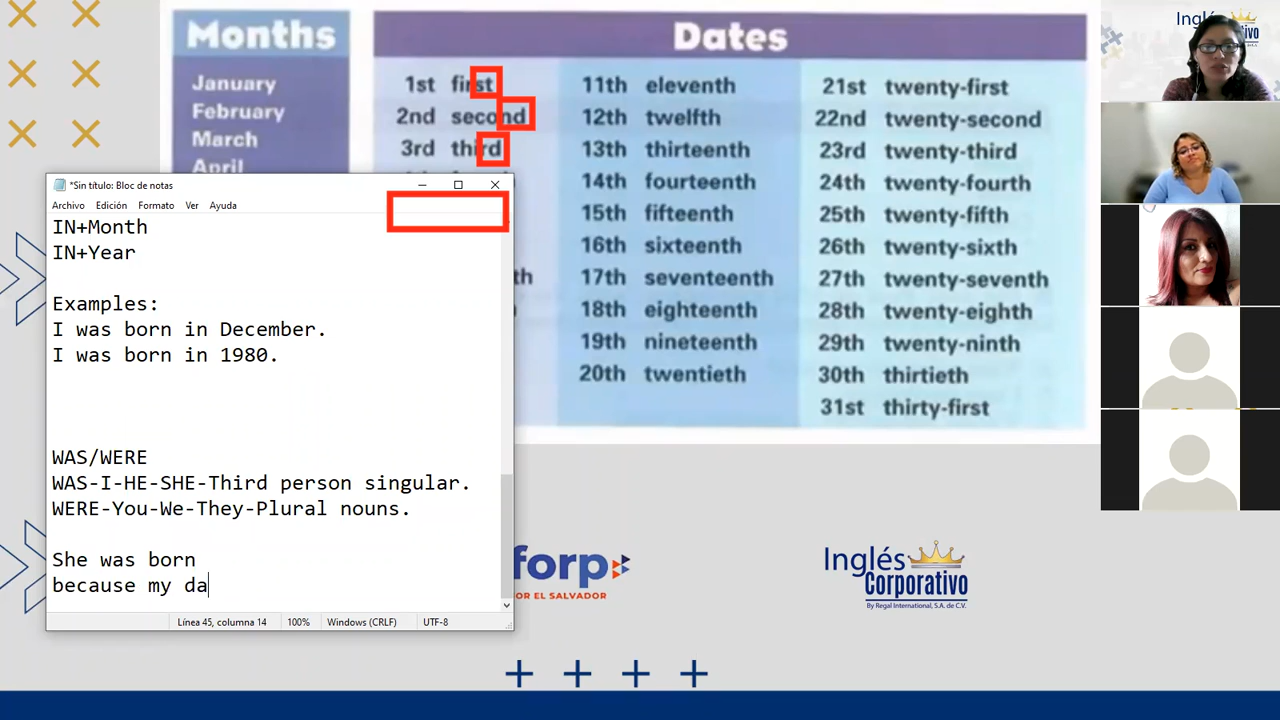 Months
Dates
January
February
March
April
1st first
2nd second
3rd third
th
11th eleventh
12th twelfth
13th thirteenth
14th fourteenth
15th fifteenth
16th sixteenth
17th seventeenth
18th eighteenth
19th nineteenth
20th twentieth
21st twenty-first
22nd twenty-second
23rd twenty-third
24th twenty-fourth
25th twenty-fifth
26th twenty-sixth
27th twenty-seventh
28th twenty-eighth
29th twenty-ninth
30th thirtieth
31st thirty-first
*Sin título: Bloc de notas
Archivo Edición Formato Ver Ayuda
IN+Month
IN+Year
Examples:
I was born in December.
I was born in 1980.
WAS/WERE
WAS-I-HE-SHE-Third person singular.
WERE-You-We-They-Plural nouns.
She was born
because my da
Línea 45, columna 14 100% Windows (CRLF) UTF-8
forp
POR EL SALVADOR
Inglés
Corporativo
By Regal International, S.A. de C.V.